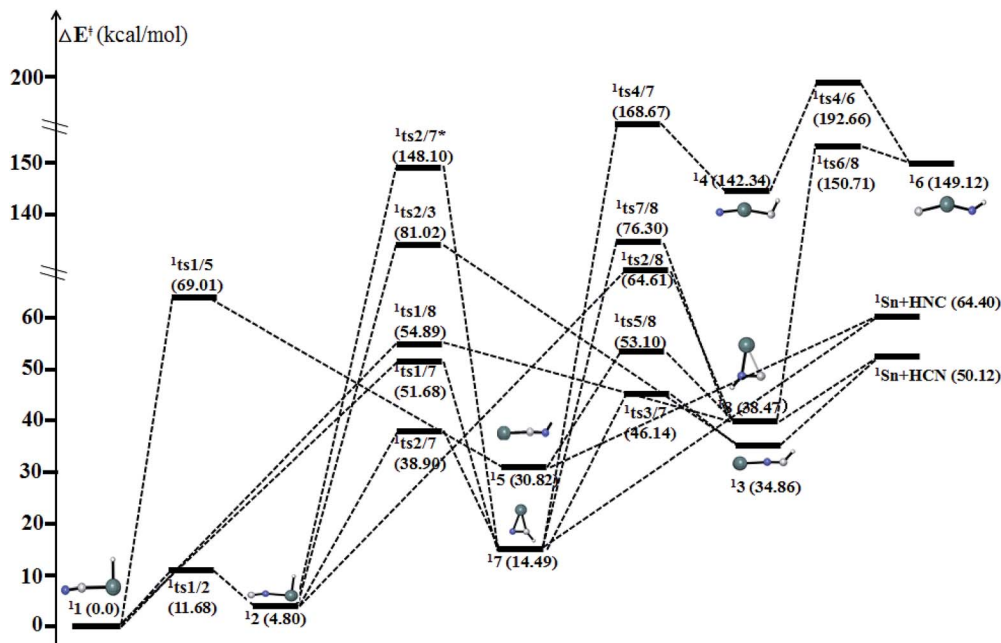 ΔE‡ (kcal/mol)
200
150
140
60
50
40
30
20
10
0
¹ts4/7
(168.67)
¹ts4/6
(192.66)
¹ts2/7*
(148.10)
¹4 (142.34)
¹ts6/8
(150.71)
¹6 (149.12)
¹ts2/3
(81.02)
¹ts7/8
(76.30)
¹ts1/5
(69.01)
¹ts2/8
(64.61)
¹Sn+HNC (64.40)
¹ts1/8
(54.89)
¹ts5/8
(53.10)
¹ts1/7
(51.68)
¹Sn+HCN (50.12)
8 (38.47)
¹ts3/7
(46.14)
¹ts2/7
(38.90)
¹5 (30.82)
¹3 (34.86)
¹7 (14.49)
¹1 (0.0)
¹ts1/2
(11.68)
¹2 (4.80)